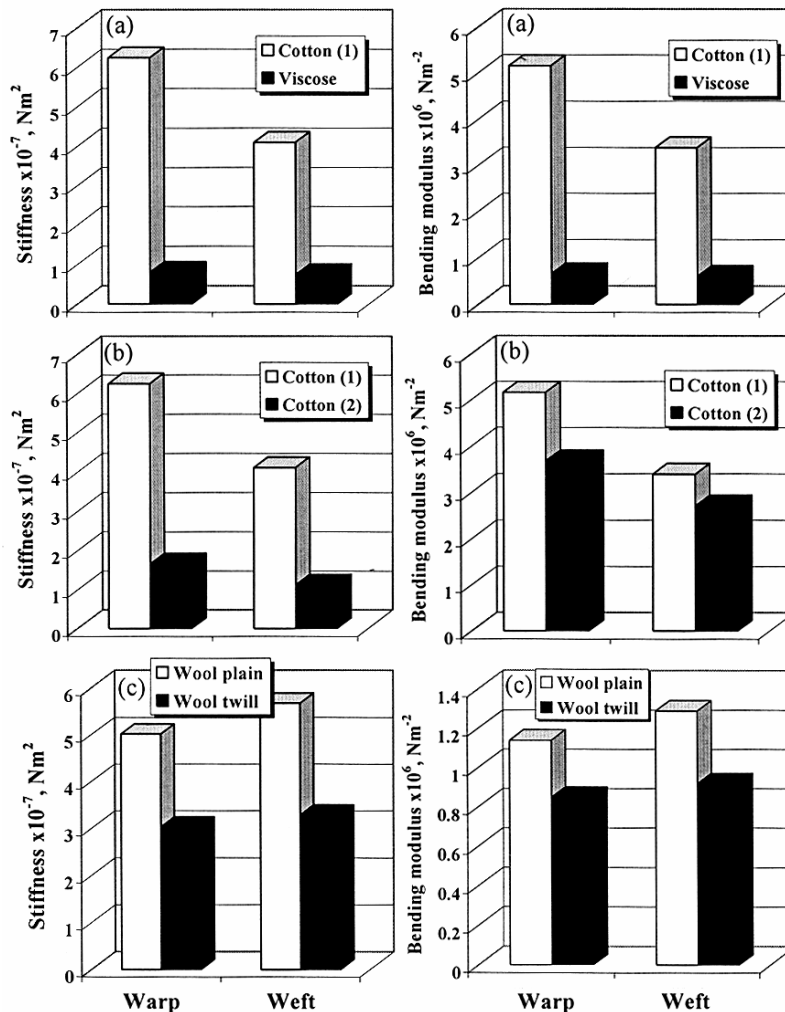 (a)
Stiffness x10⁻⁷, Nm²
7
6
5
4
3
2
1
0
Cotton (1)
Viscose
(a)
Bending modulus x10⁶, Nm⁻²
6
5
4
3
2
1
0
Cotton (1)
Viscose
(b)
Stiffness x10⁻⁷, Nm²
7
6
5
4
3
2
1
0
Cotton (1)
Cotton (2)
(b)
Bending modulus x10⁶, Nm⁻²
6
5
4
3
2
1
0
Cotton (1)
Cotton (2)
(c)
Stiffness x10⁻⁷, Nm²
6
5
4
3
2
1
0
Wool plain
Wool twill
Warp Weft
(c)
Bending modulus x10⁶, Nm⁻²
1.4
1.2
1
0.8
0.6
0.4
0.2
0
Wool plain
Wool twill
Warp Weft